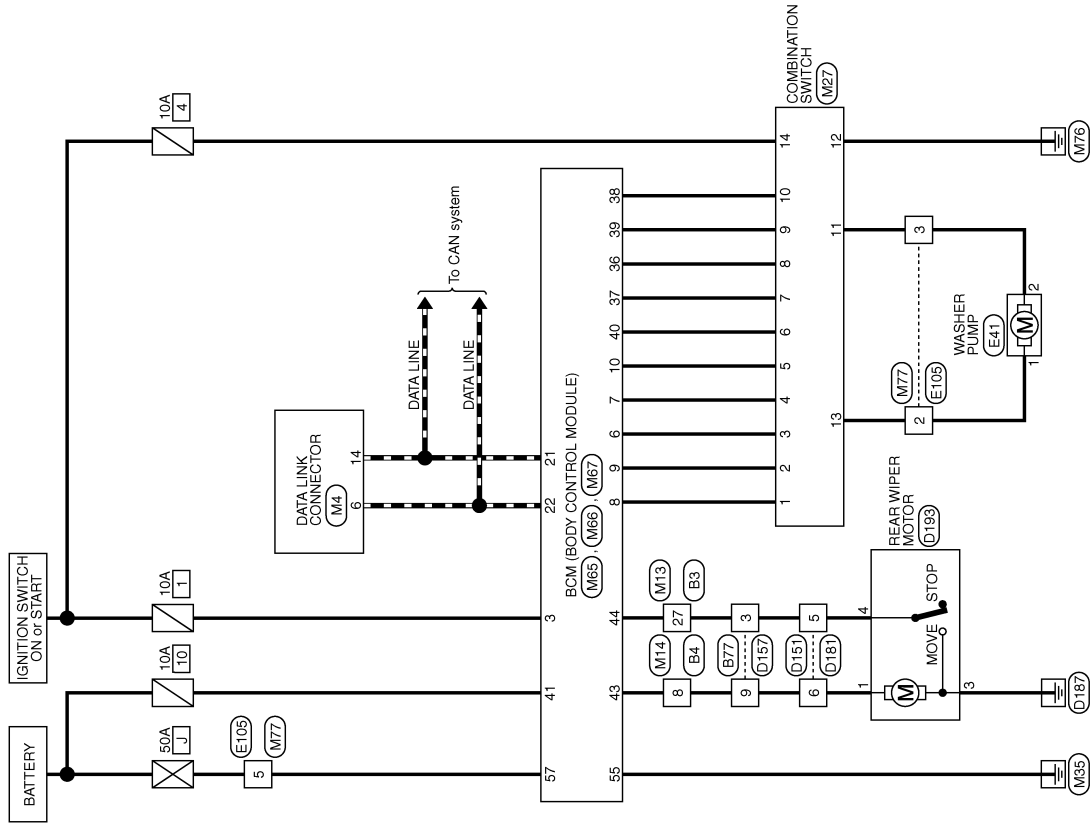 BATTERY
IGNITION SWITCH
ON or START
50A
J
10A
10
10A
1
10A
4
5
E105
M77
DATA LINK
CONNECTOR
M4
6
14
DATA LINE
DATA LINE
To CAN system
57
41
3
22
21
BCM (BODY CONTROL MODULE)
M65 , M66 , M67
55
43
44
8
9
6
7
10
40
37
36
39
38
8
M14
B4
27
M13
B3
9
B77
D157
3
6
D151
D181
5
1
2
3
4
5
6
7
8
9
10
14
COMBINATION
SWITCH
M27
13
11
12
REAR WIPER
MOTOR
D193
1
4
M
MOVE
STOP
3
2
M77
E105
3
WASHER
PUMP
E41
1
M
2
M35
D187
M76